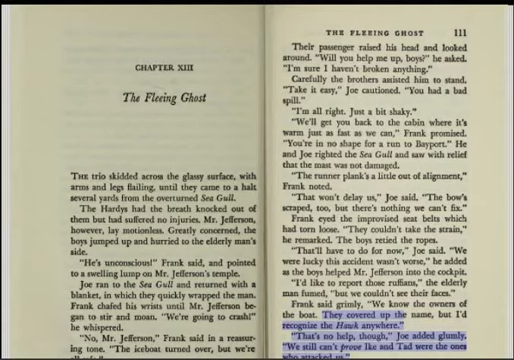 CHAPTER XIII
The Fleeing Ghost
THE trio skidded across the glassy surface, with
arms and legs flailing, until they came to a halt
several yards from the overturned Sea Gull.
The Hardys had the breath knocked out of
them but had suffered no injuries. Mr. Jefferson,
however, lay motionless. Greatly concerned, the
boys jumped up and hurried to the elderly man's
side.
"He's unconscious!" Frank said, and pointed
to a swelling lump on Mr. Jefferson's temple.
Joe ran to the Sea Gull and returned with a
blanket, in which they quickly wrapped the man.
Frank chafed his wrists until Mr. Jefferson be-
gan to stir and moan. "We're going to crash!"
he whispered.
"No, Mr. Jefferson," Frank said in a reassur-
ing tone. "The iceboat turned over, but we're
THE FLEEING GHOST 111
Their passenger raised his head and looked
around. "Will you help me up, boys?" he asked.
"I'm sure I haven't broken anything."
Carefully the brothers assisted him to stand.
"Take it easy," Joe cautioned. "You had a bad
spill."
"I'm all right. Just a bit shaky."
"We'll get you back to the cabin where it's
warm just as fast as we can," Frank promised.
"You're in no shape for a run to Bayport." He
and Joe righted the Sea Gull and saw with relief
that the mast was not damaged.
"The runner plank's a little out of alignment,"
Frank noted.
"That won't delay us," Joe said. "The bow's
scraped, too, but there's nothing we can't fix."
Frank eyed the improvised seat belts which
had torn loose. "They couldn't take the strain,"
he remarked. The boys retied the ropes.
"That'll have to do for now," Joe said. "We
were lucky this accident wasn't worse," he added
as the boys helped Mr. Jefferson into the cockpit.
"I'd like to report those ruffians," the elderly
man fumed, "but we couldn't see their faces."
Frank said grimly, "We know the owners of
the boat. They covered up the name, but I'd
recognize the Hawk anywhere."
"That's no help, though," Joe added glumly.
"We still can't prove Ike and Tad were the ones
who attacked us."